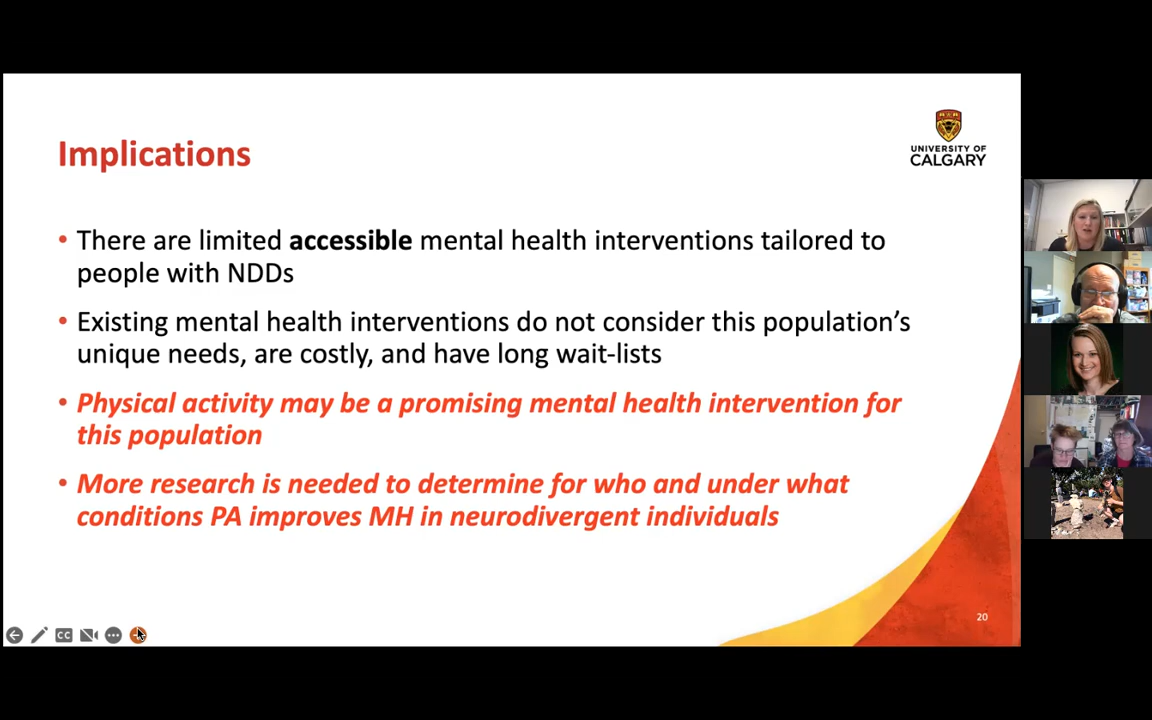 Implications
UNIVERSITY OF
CALGARY
• There are limited accessible mental health interventions tailored to
people with NDDs
• Existing mental health interventions do not consider this population’s
unique needs, are costly, and have long wait-lists
• Physical activity may be a promising mental health intervention for
this population
• More research is needed to determine for who and under what
conditions PA improves MH in neurodivergent individuals
20
CC